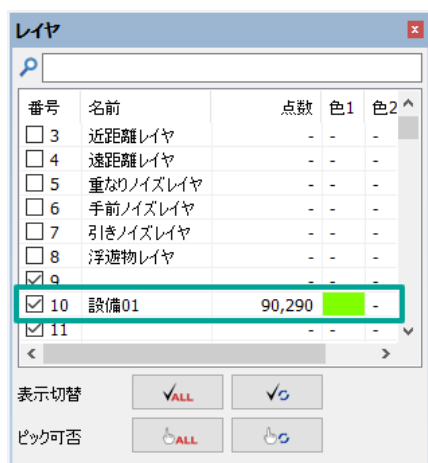 レイヤ
番号 名前 点数 色1 色2
3 近距離レイヤ - - -
4 遠距離レイヤ - - -
5 重なりノイズレイヤ - - -
6 手前ノイズレイヤ - - -
7 引きノイズレイヤ - - -
8 浮遊物レイヤ - - -
9 - - -
10 設備01 90,290 -
11 - - -
表示切替 ALL
ピック可否 ALL